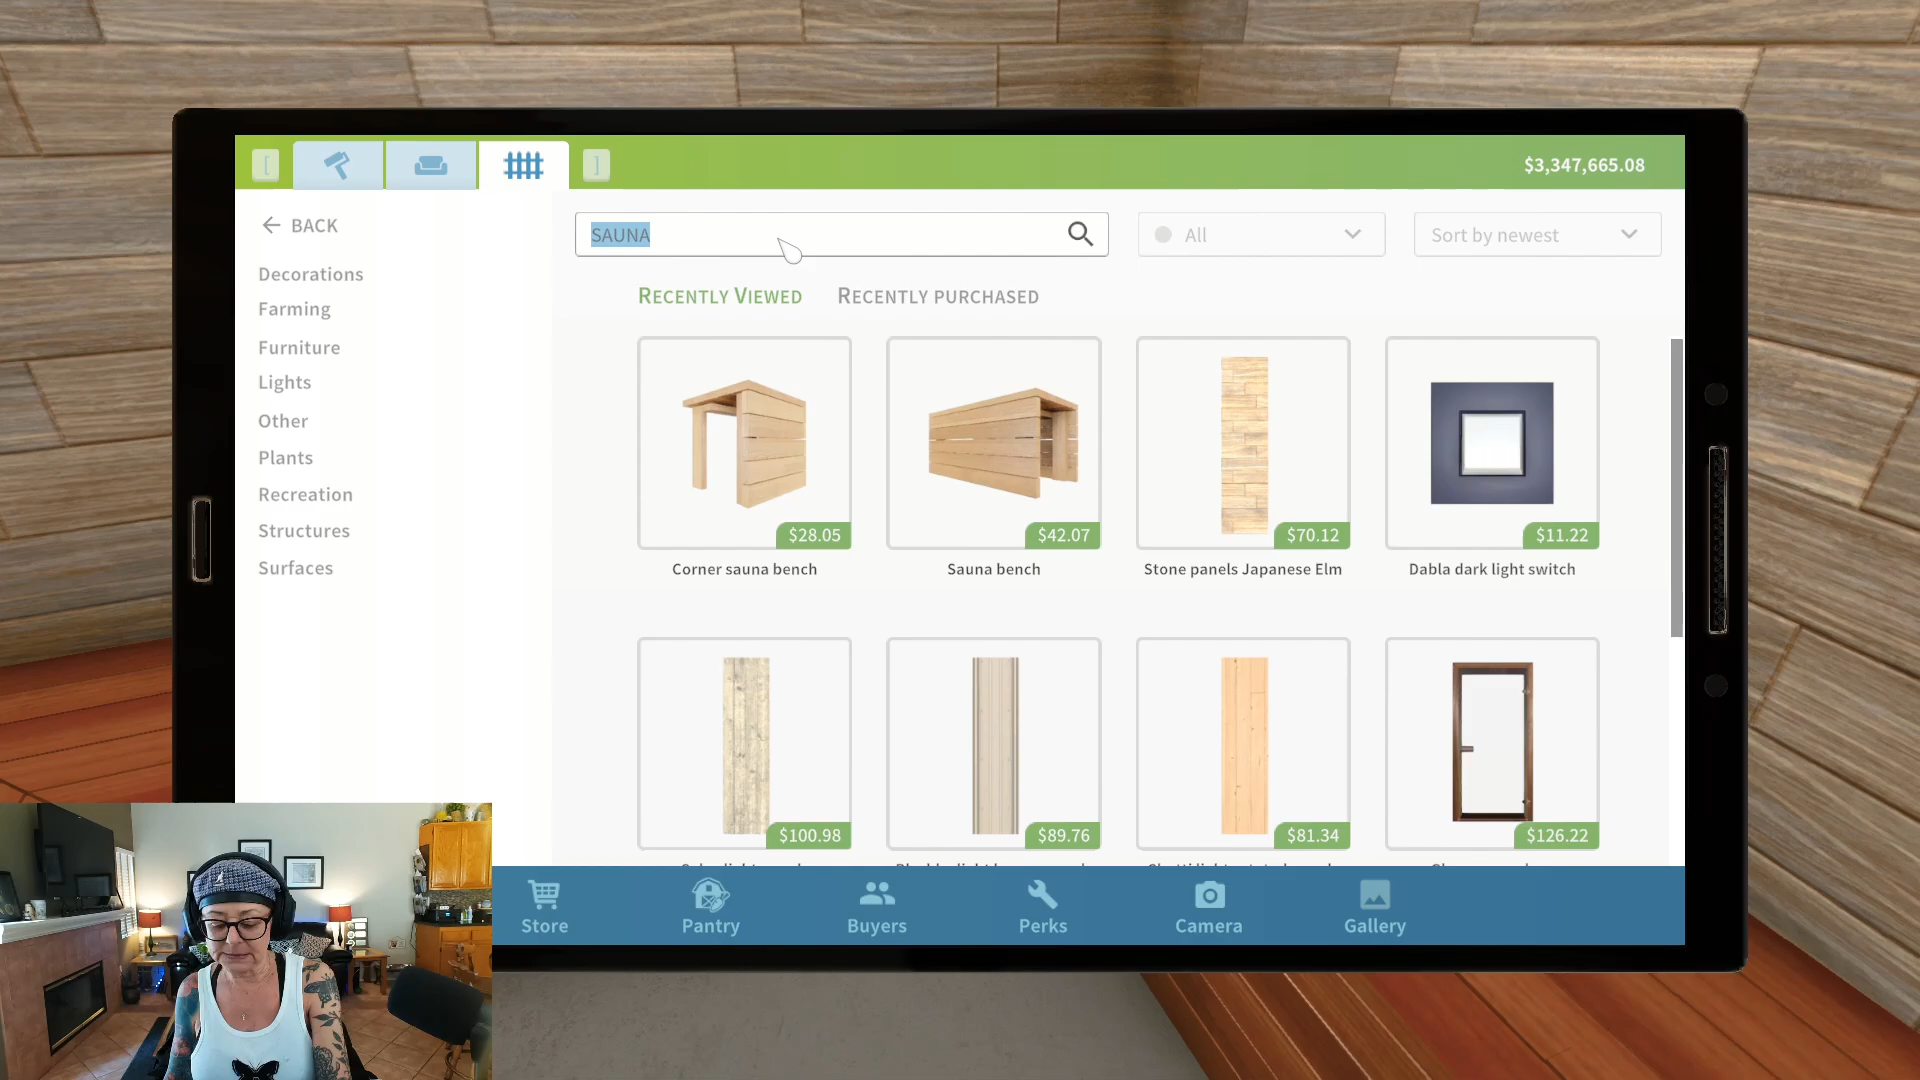 [
]
$3,347,665.08
BACK
SAUNA
All
Sort by newest
Decorations
Farming
Furniture
Lights
Other
Plants
Recreation
Structures
Surfaces
RECENTLY VIEWED
RECENTLY PURCHASED
$28.05
$42.07
$70.12
$11.22
Corner sauna bench
Sauna bench
Stone panels Japanese Elm
Dabla dark light switch
$100.98
$89.76
$81.34
$126.22
Store
Pantry
Buyers
Perks
Camera
Gallery